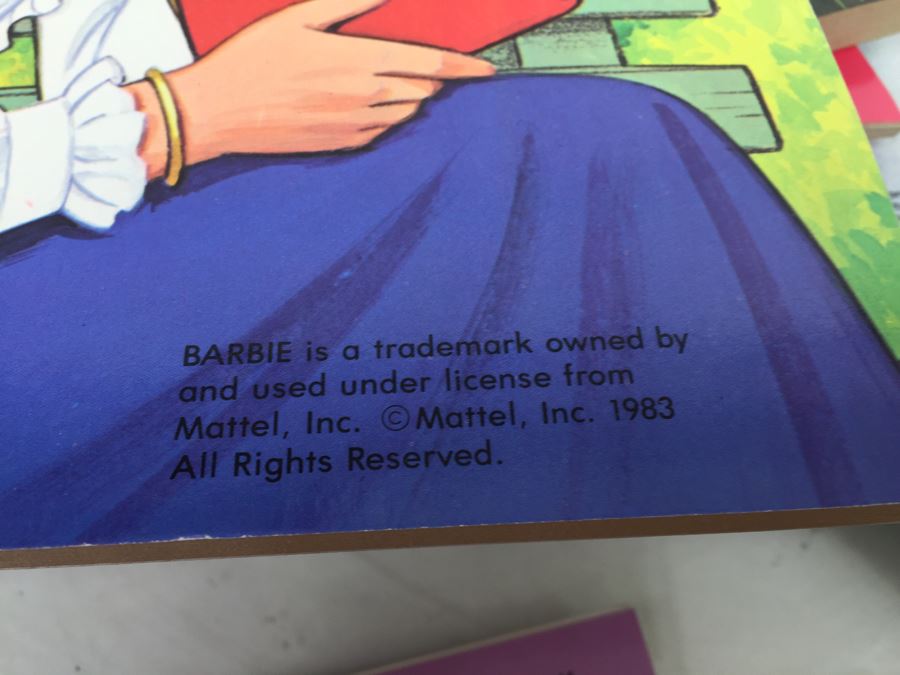 BARBIE is a trademark owned by
and used under license from
Mattel, Inc. ©Mattel, Inc. 1983
All Rights Reserved.